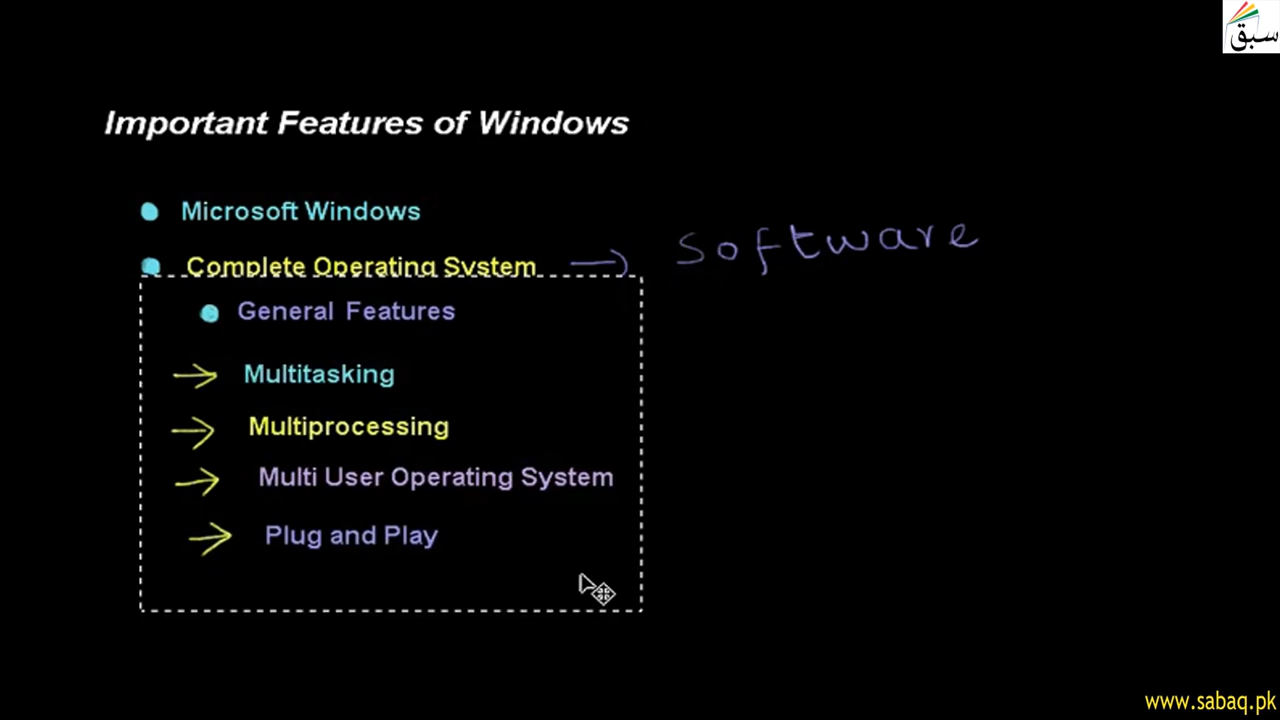 سبق
Important Features of Windows
Microsoft Windows
Complete Operating System → Software
General Features
→ Multitasking
→ Multiprocessing
→ Multi User Operating System
→ Plug and Play
www.sabaq.pk